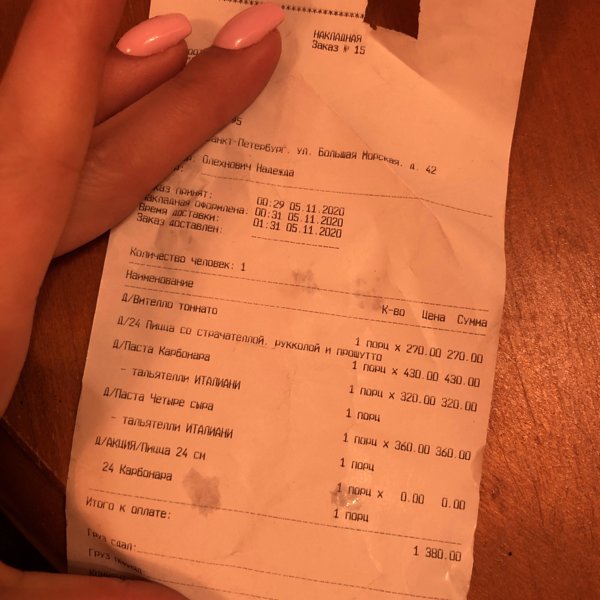 НАКЛАДНАЯ
Заказ № 15
анкт-Петербург, ул. Большая Морская, д. 42
Олехнович Надежда
каз принят: 00:29 05.11.2020
акладная оформлена: 00:31 05.11.2020
Время доставки: 01:31 05.11.2020
Заказ доставлен:
Количество человек: 1
Наименование К-во Цена Сумма
Д/Вителло тоннато 1 порц x 270.00 270.00
Д/24 Пицца со страчателлой, рукколой и прошутто 1 порц x 430.00 430.00
Д/Паста Карбонара 1 порц x 320.00 320.00
- тальятелли ИТАЛИАНИ 1 порц
Д/Паста Четыре сыра 1 порц x 360.00 360.00
- тальятелли ИТАЛИАНИ 1 порц
Д/АКЦИЯ/Пицца 24 см 1 порц x 0.00 0.00
24 Карбонара 1 порц
Итого к оплате: 1 380.00
Груз сдал:
Груз